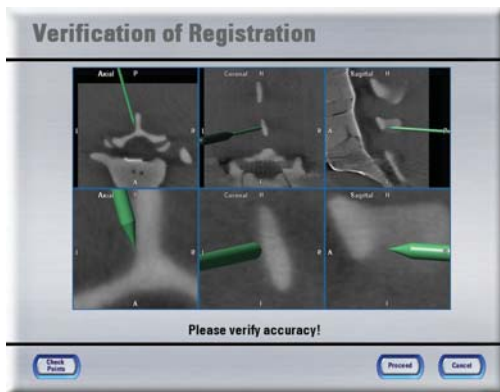 Verification of Registration
Axial P
Coronal H
Sagittal H
R
A
A
I
I
Axial
Coronal H
Sagittal H
R
R
A
A
I
I
Please verify accuracy!
Check
Points
Proceed
Cancel